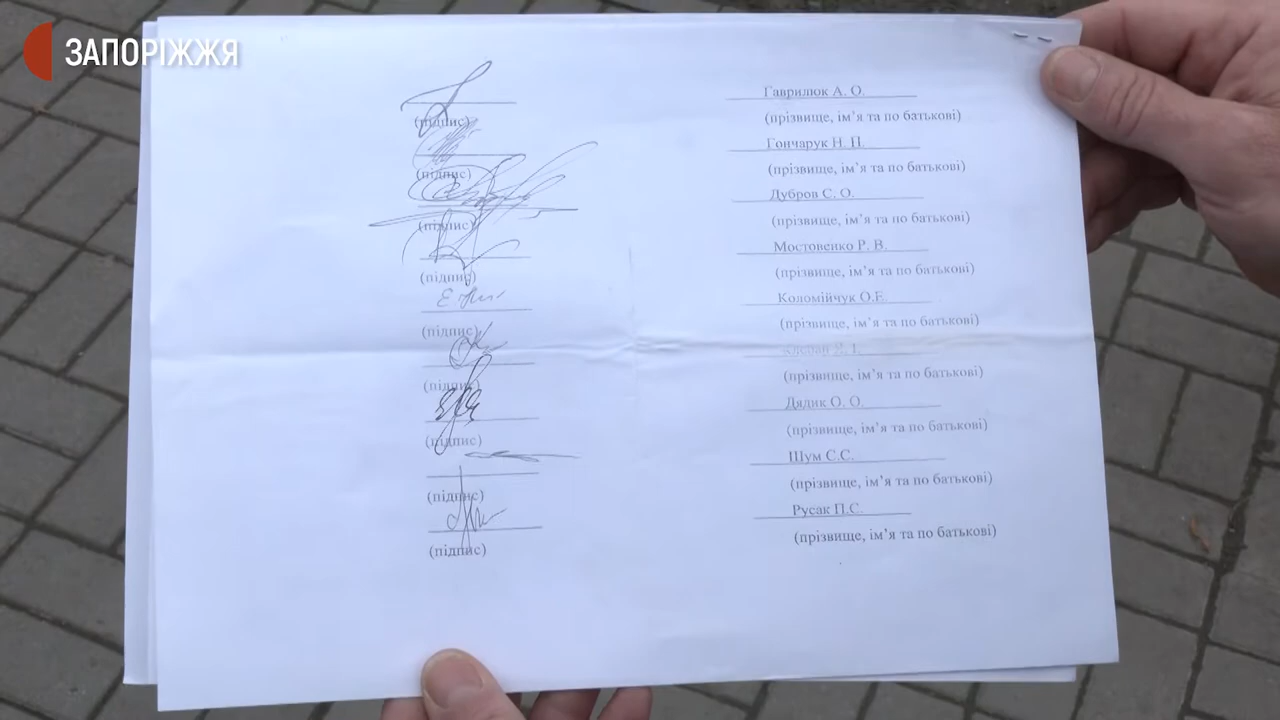 ЗАПОРІЖЖЯ
Гаврилюк А. О.
(підпис) (прізвище, ім’я та по батькові)
Гончарук Н. П.
(підпис) (прізвище, ім’я та по батькові)
Дубров С. О.
(підпис) (прізвище, ім’я та по батькові)
Мостовенко Р. В.
(підпис) (прізвище, ім’я та по батькові)
Коломійчук О.Е.
(підпис) (прізвище, ім’я та по батькові)
(підпис) (прізвище, ім’я та по батькові)
Дядик О. О.
(підпис) (прізвище, ім’я та по батькові)
Шум С.С.
(підпис) (прізвище, ім’я та по батькові)
Русак П.С.
(підпис) (прізвище, ім’я та по батькові)